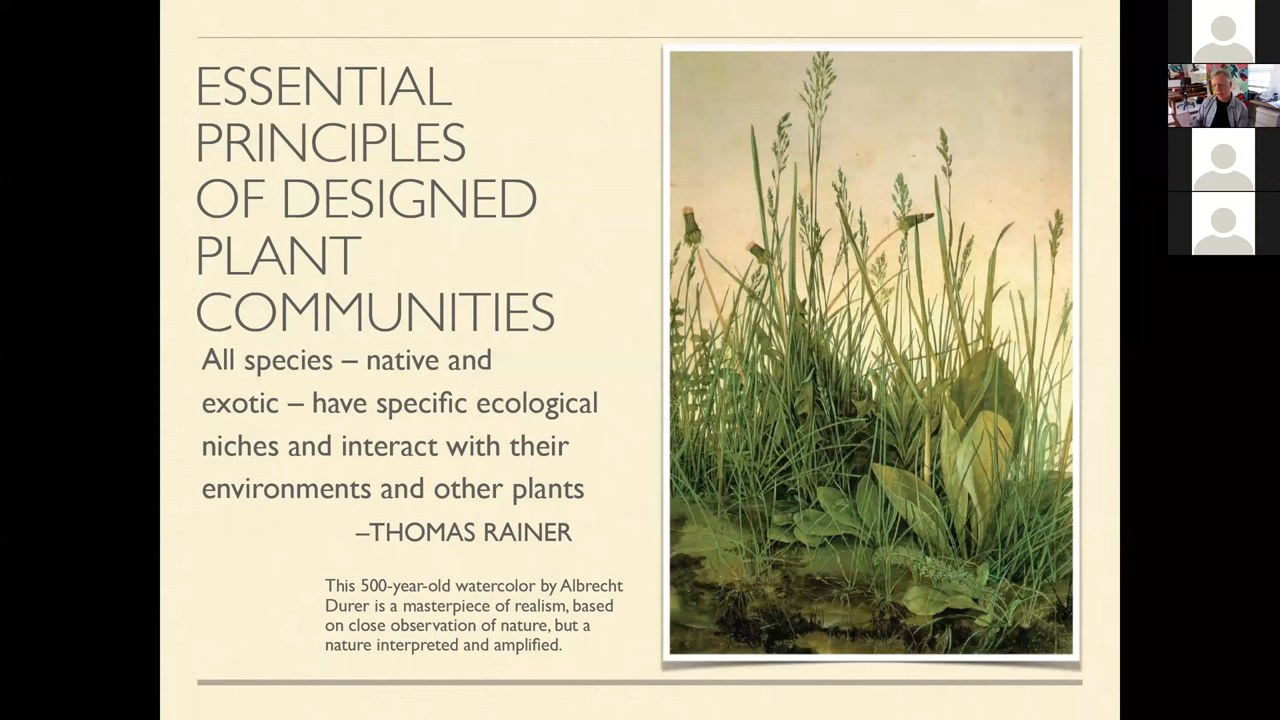 ESSENTIAL
PRINCIPLES
OF DESIGNED
PLANT
COMMUNITIES
All species – native and
exotic – have specific ecological
niches and interact with their
environments and other plants
–THOMAS RAINER
This 500-year-old watercolor by Albrecht
Durer is a masterpiece of realism, based
on close observation of nature, but a
nature interpreted and amplified.